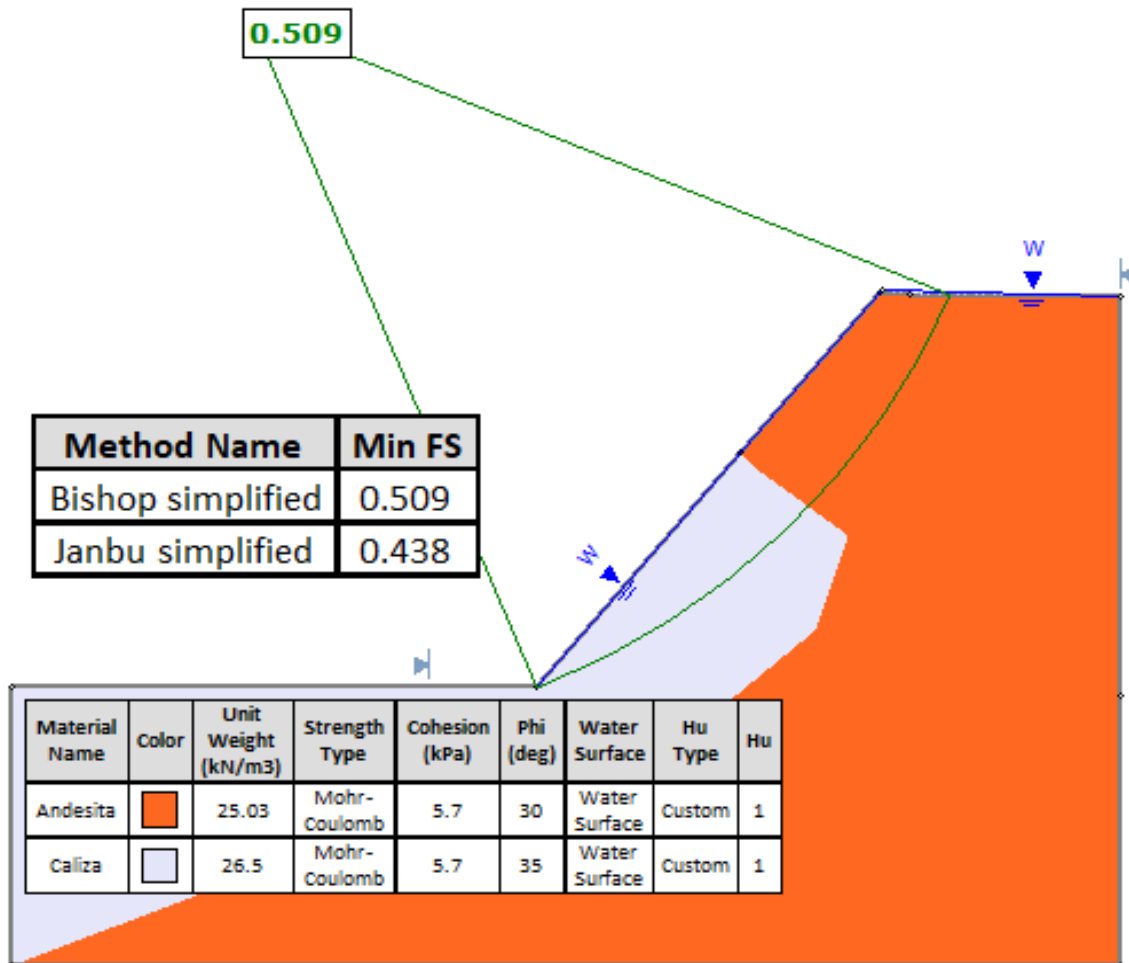 0.509
W
Method Name Min FS
Bishop simplified 0.509
Janbu simplified 0.438
W
Material Name Color Unit Weight (kN/m3) Strength Type Cohesion (kPa) Phi (deg) Water Surface Hu Type Hu
Andesita 25.03 Mohr-Coulomb 5.7 30 Water Surface Custom 1
Caliza 26.5 Mohr-Coulomb 5.7 35 Water Surface Custom 1